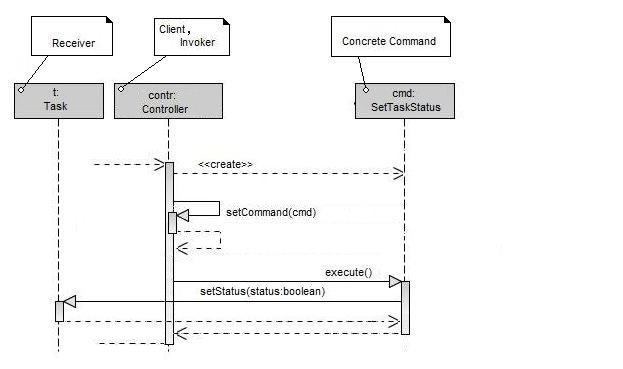 Receiver
Client,
Invoker
Concrete Command
t:
Task
contr:
Controller
cmd:
SetTaskStatus
<<create>>
setCommand(cmd)
execute()
setStatus(status:boolean)